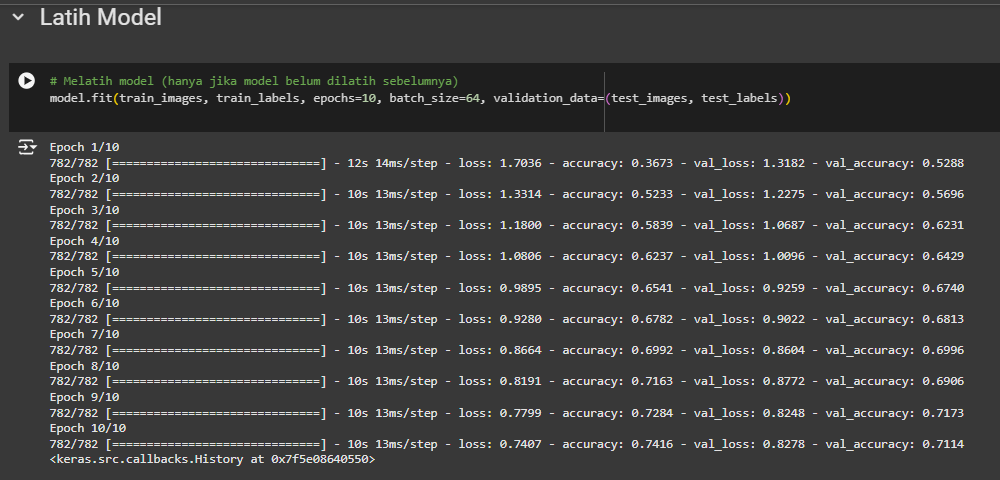 Latih Model
# Melatih model (hanya jika model belum dilatih sebelumnya)
model.fit(train_images, train_labels, epochs=10, batch_size=64, validation_data=(test_images, test_labels))
Epoch 1/10
782/782 [==============================] - 12s 14ms/step - loss: 1.7036 - accuracy: 0.3673 - val_loss: 1.3182 - val_accuracy: 0.5288
Epoch 2/10
782/782 [==============================] - 10s 13ms/step - loss: 1.3314 - accuracy: 0.5233 - val_loss: 1.2275 - val_accuracy: 0.5696
Epoch 3/10
782/782 [==============================] - 10s 13ms/step - loss: 1.1800 - accuracy: 0.5839 - val_loss: 1.0687 - val_accuracy: 0.6231
Epoch 4/10
782/782 [==============================] - 10s 13ms/step - loss: 1.0806 - accuracy: 0.6237 - val_loss: 1.0096 - val_accuracy: 0.6429
Epoch 5/10
782/782 [==============================] - 10s 13ms/step - loss: 0.9895 - accuracy: 0.6541 - val_loss: 0.9259 - val_accuracy: 0.6740
Epoch 6/10
782/782 [==============================] - 10s 13ms/step - loss: 0.9280 - accuracy: 0.6782 - val_loss: 0.9022 - val_accuracy: 0.6813
Epoch 7/10
782/782 [==============================] - 10s 13ms/step - loss: 0.8664 - accuracy: 0.6992 - val_loss: 0.8604 - val_accuracy: 0.6996
Epoch 8/10
782/782 [==============================] - 10s 13ms/step - loss: 0.8191 - accuracy: 0.7163 - val_loss: 0.8772 - val_accuracy: 0.6906
Epoch 9/10
782/782 [==============================] - 10s 13ms/step - loss: 0.7799 - accuracy: 0.7284 - val_loss: 0.8248 - val_accuracy: 0.7173
Epoch 10/10
782/782 [==============================] - 10s 13ms/step - loss: 0.7407 - accuracy: 0.7416 - val_loss: 0.8278 - val_accuracy: 0.7114
<keras.src.callbacks.History at 0x7f5e08640550>